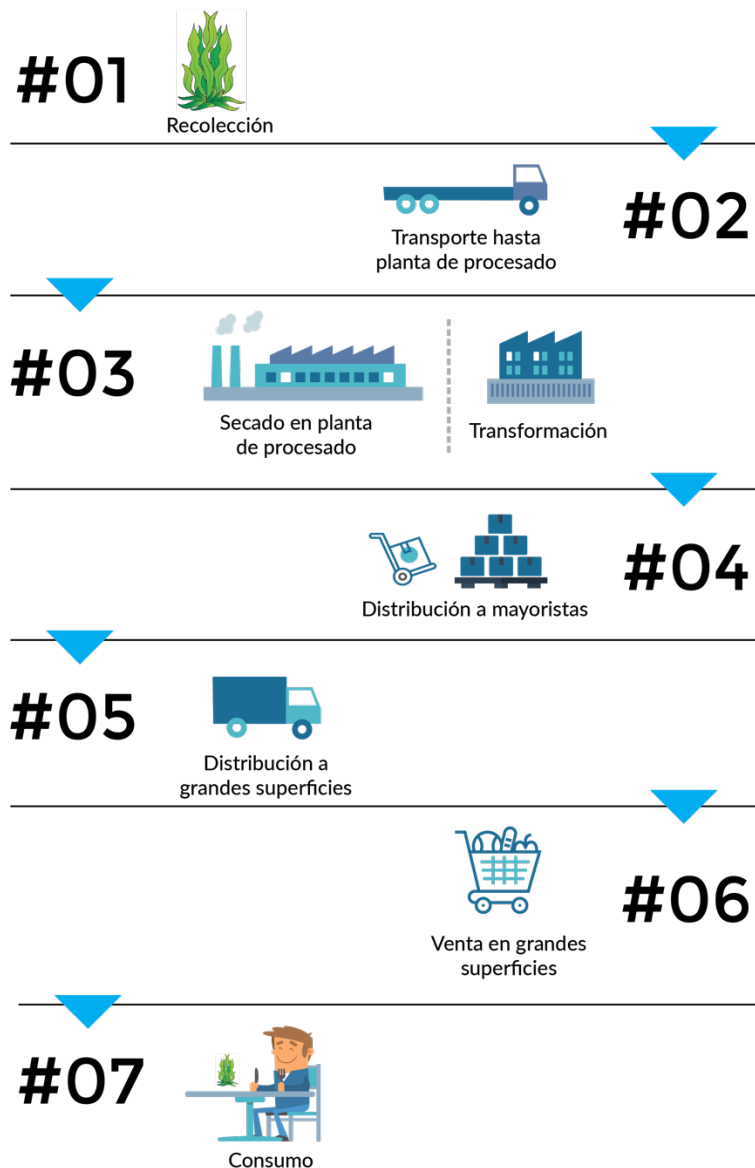 #01
Recolección
#02
Transporte hasta
planta de procesado
#03
Secado en planta
de procesado
Transformación
#04
Distribución a mayoristas
#05
Distribución a
grandes superficies
#06
Venta en grandes
superficies
#07
Consumo